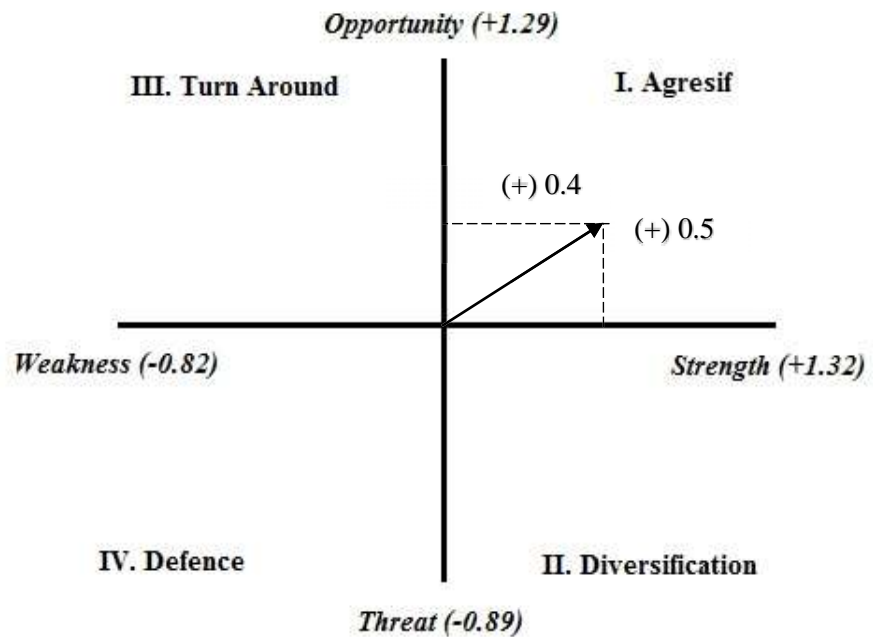 Opportunity (+1.29)
III. Turn Around
I. Agresif
(+) 0.4
(+) 0.5
Weakness (-0.82)
Strength (+1.32)
IV. Defence
II. Diversification
Threat (-0.89)